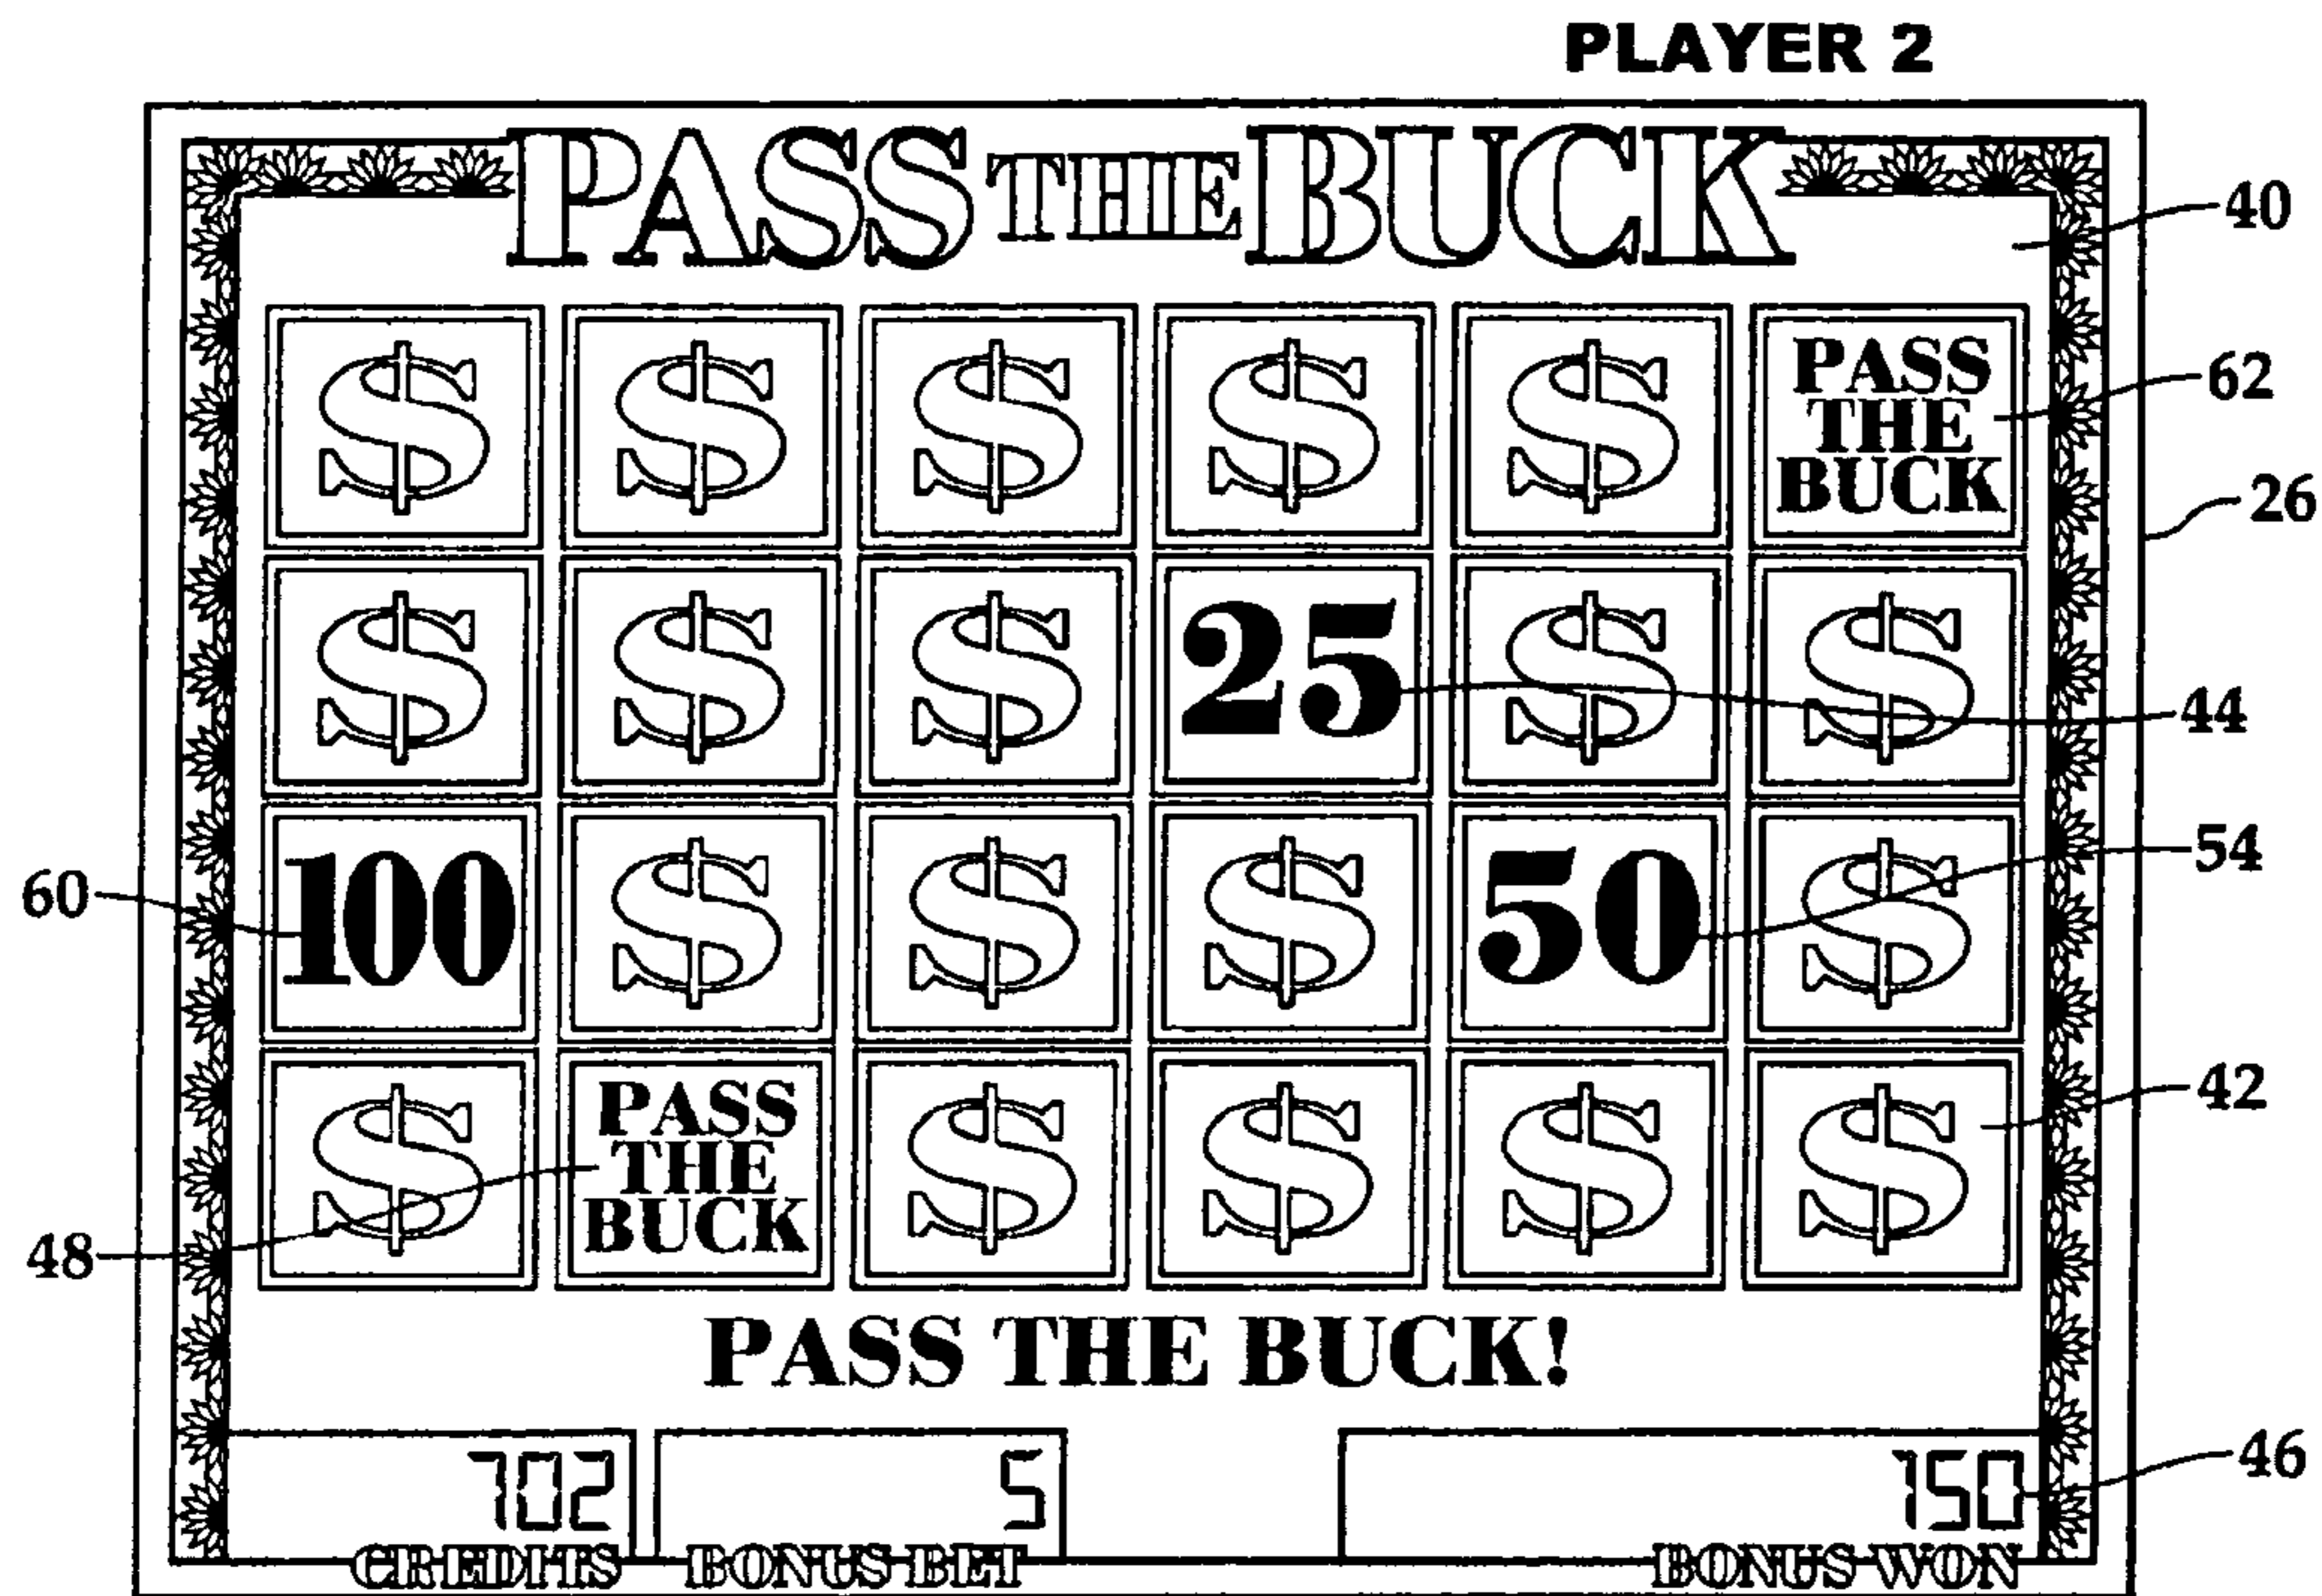 PLAYER 2
PASS THE BUCK
40
$ $ $ $ $ PASS THE BUCK
62
26
$ $ $ 25 $ $
44
100 $ $ $ 50 $
54
60
$ PASS THE BUCK $ $ $ $
42
48
PASS THE BUCK!
702 5 150
46
CREDITS BONUS BET BONUS WON